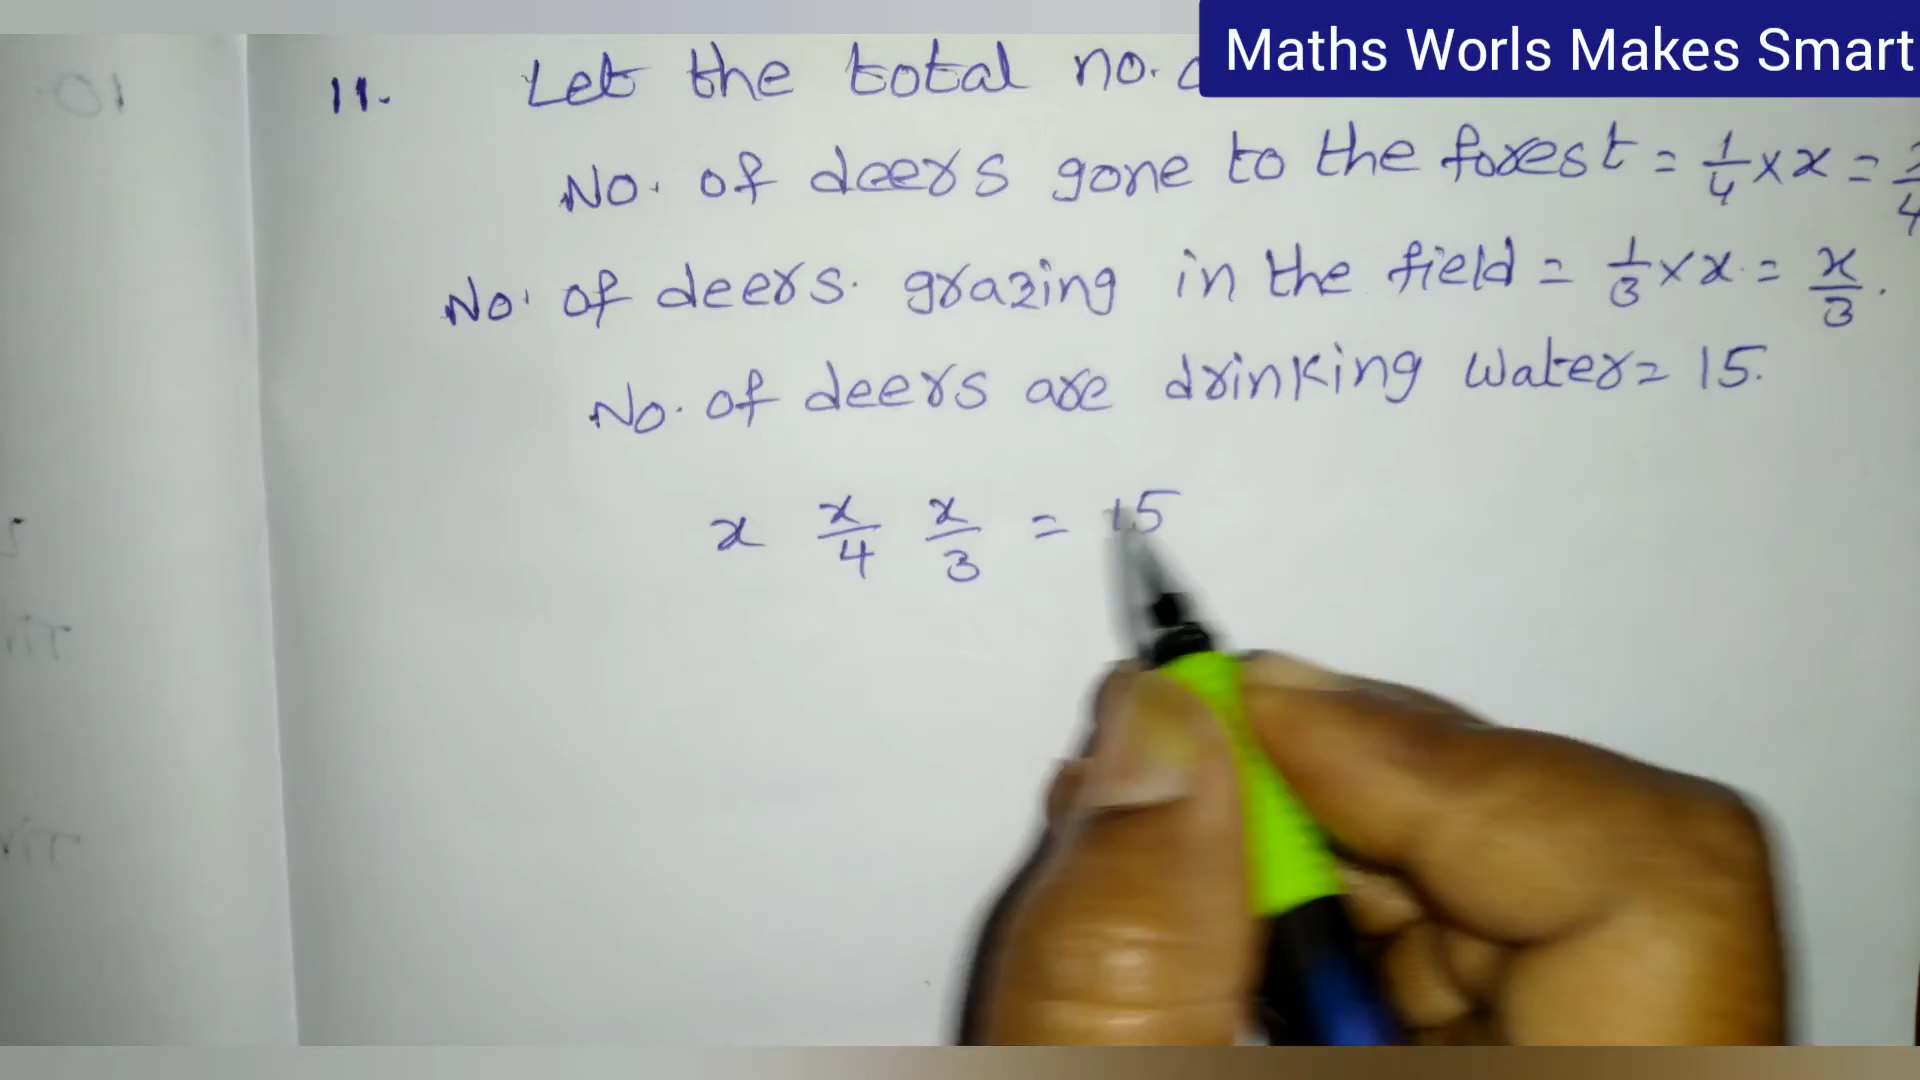 Maths Worls Makes Smart
11. Let the total no.
No. of deers gone to the forest = 1/4 × x = x/4
No. of deers. grazing in the field = 1/3 × x = x/3.
No. of deers are drinking water = 15.
x x/4 x/3 = 15